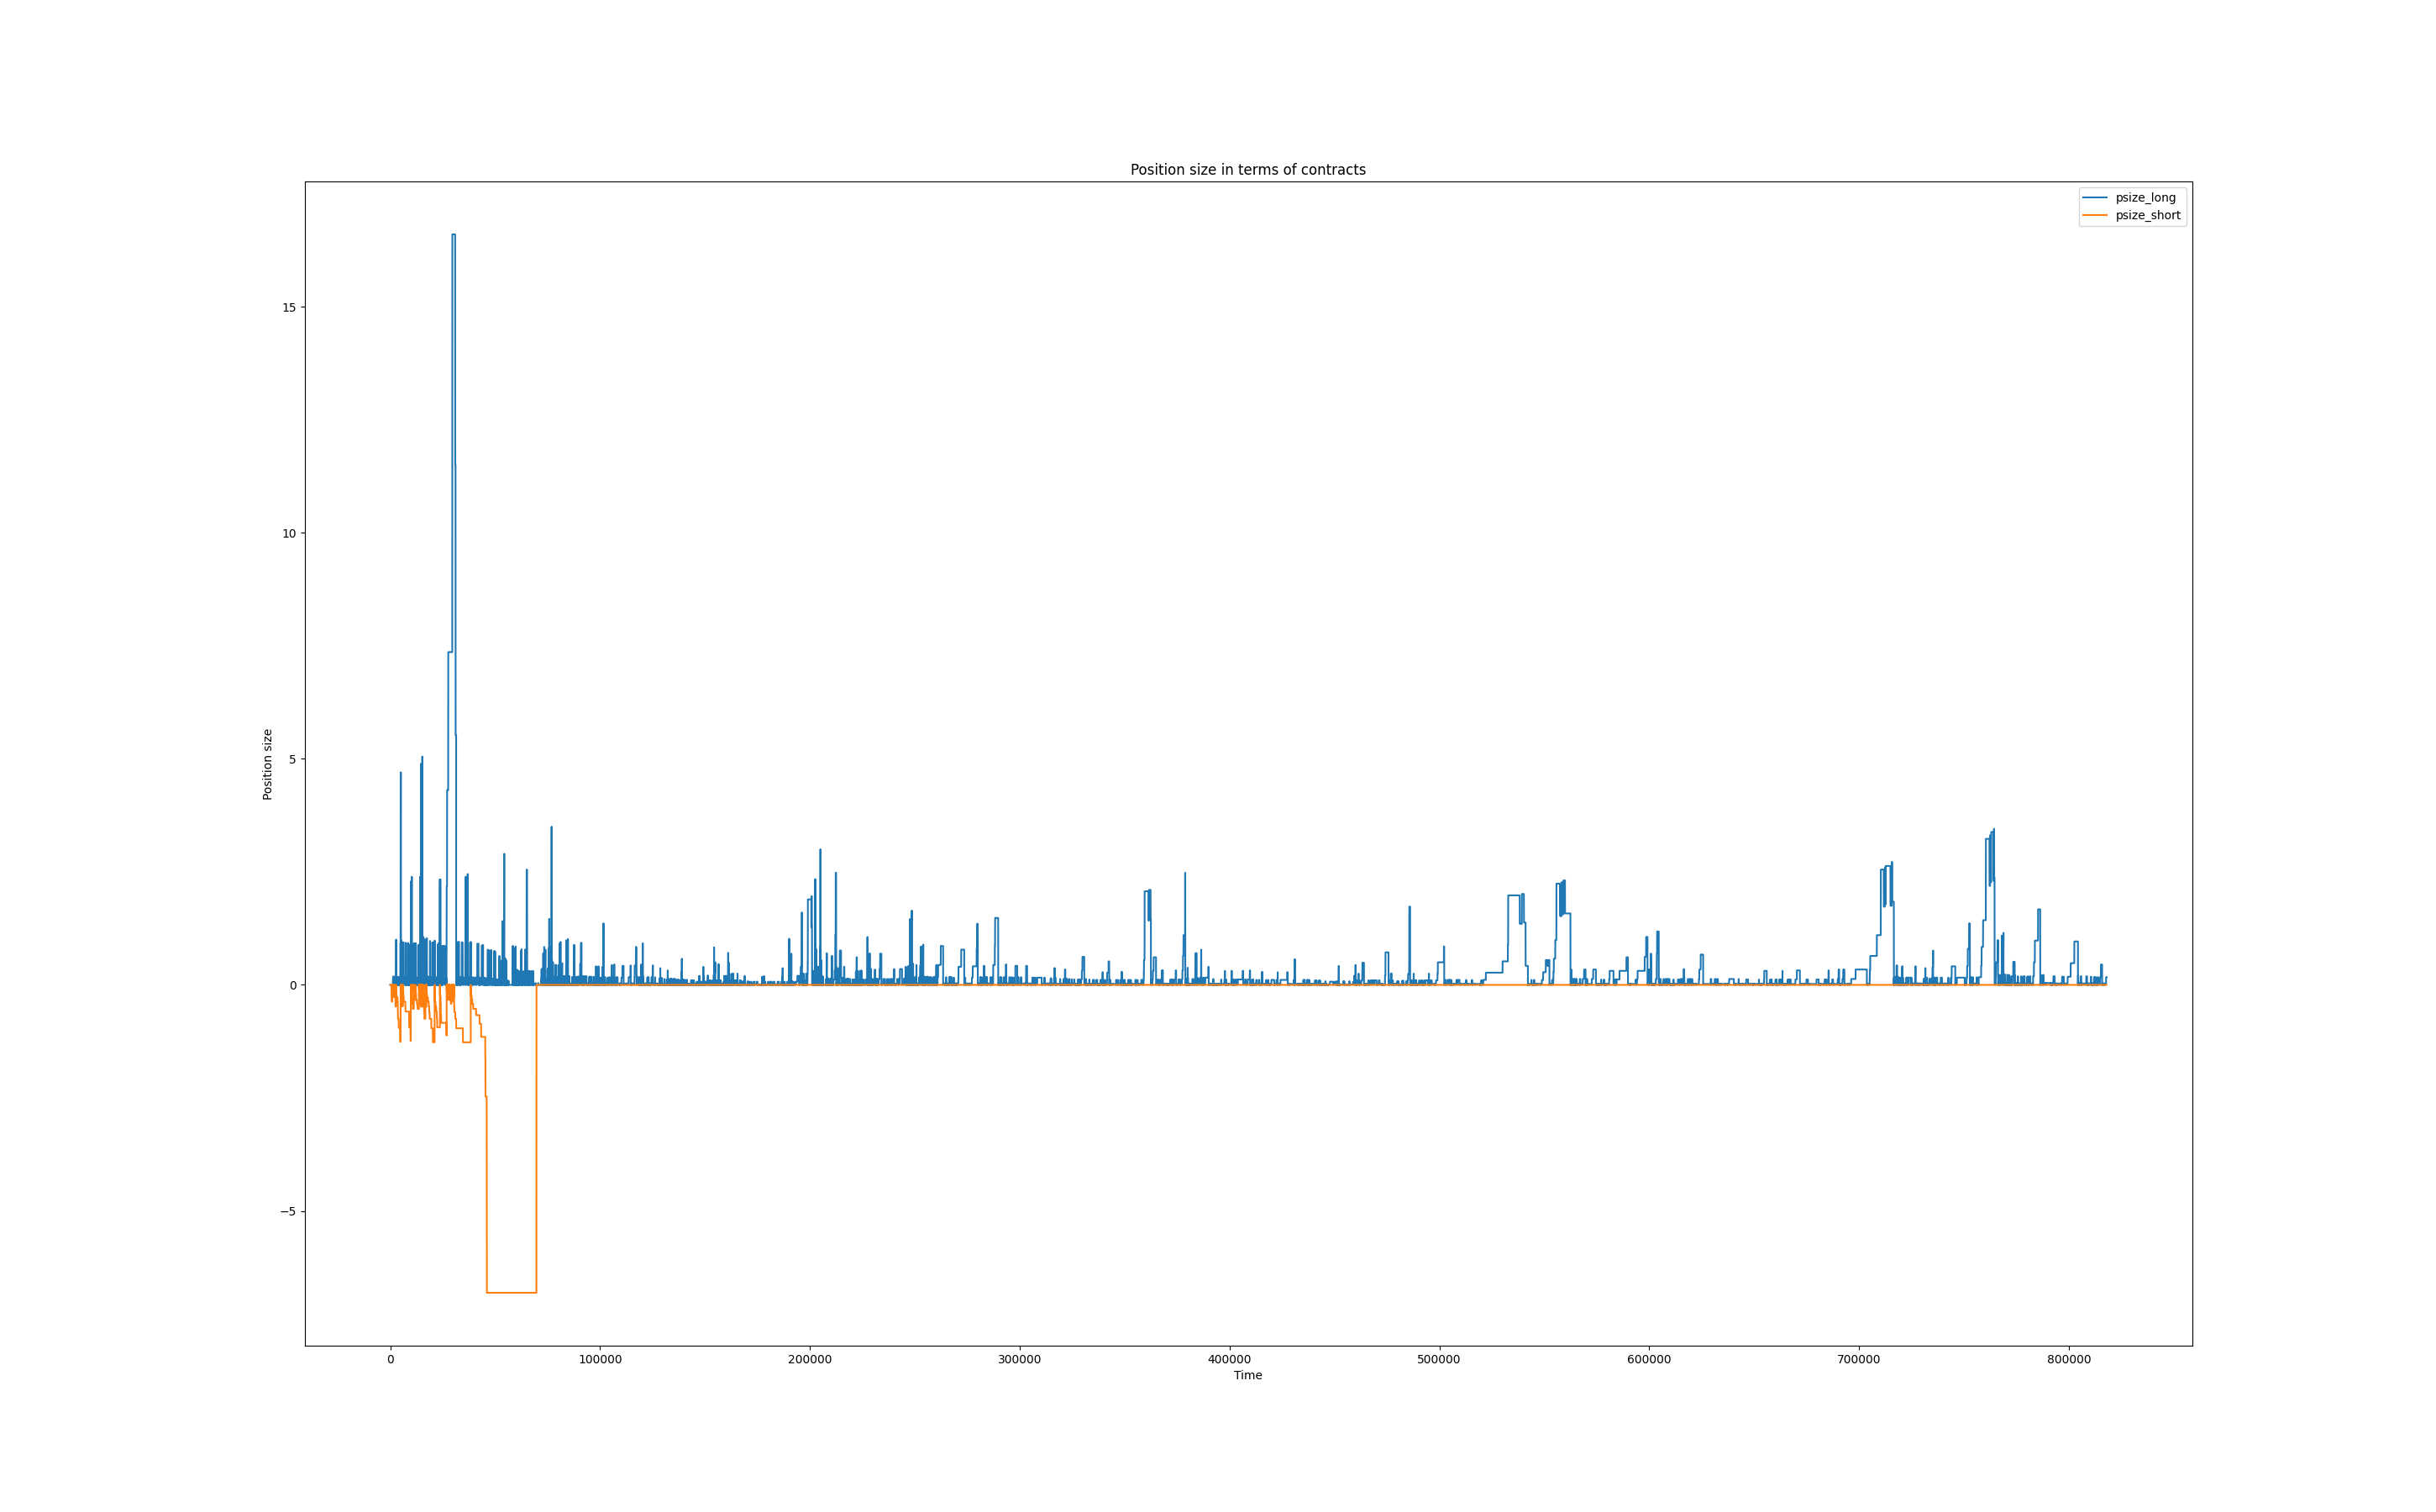 Position size in terms of contracts
psize_long
psize_short
15
10
5
0
−5
Position size
0 100000 200000 300000 400000 500000 600000 700000 800000
Time